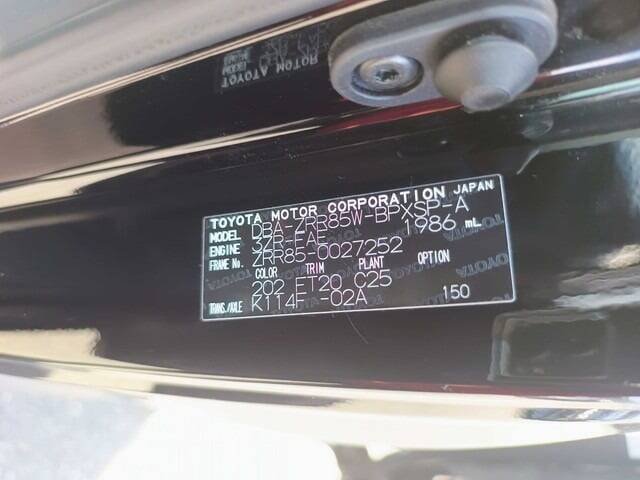 TOYOTA MOTOR CORPORATION JAPAN
MODEL DBA-ZRR85W-BPXSP-A
ENGINE 3ZR-FAE 1986 mL
FRAME No. ZRR85-0027252
COLOR TRIM PLANT OPTION
202 FT20 C25
TRANS./AXLE K114F -02A 150